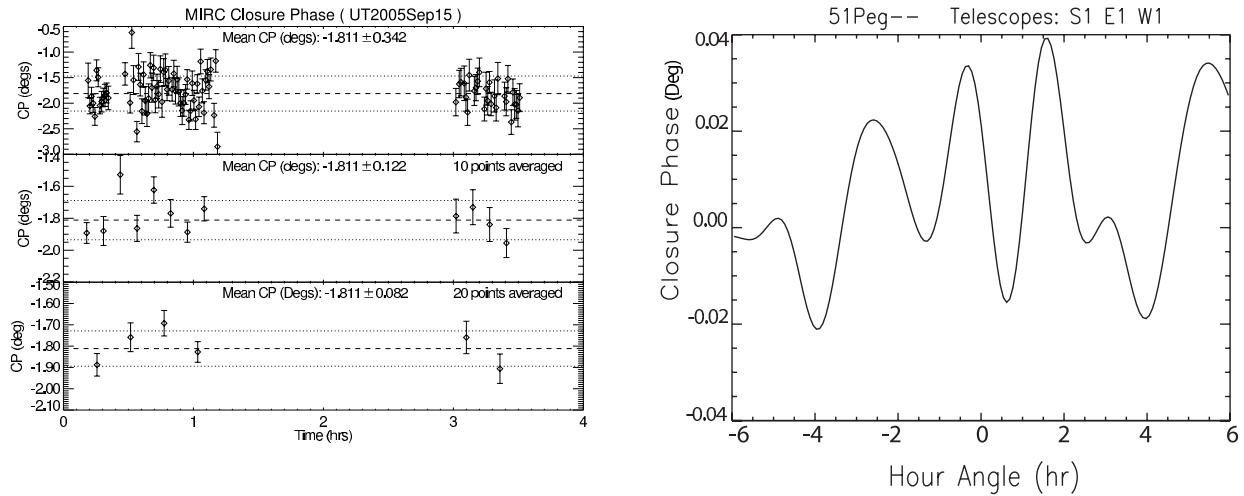 MIRC Closure Phase ( UT2005Sep15 )
Mean CP (degs): -1.811 ± 0.342
CP (degs)
-0.5
-1.0
-1.5
-2.0
-2.5
-3.0
Mean CP (degs): -1.811 ± 0.122 10 points averaged
CP (degs)
-1.4
-1.6
-1.8
-2.0
-2.2
Mean CP (Degs): -1.811 ± 0.082 20 points averaged
CP (deg)
-1.50
-1.60
-1.70
-1.80
-1.90
-2.00
-2.10
0 1 2 3 4
Time (hrs)
51Peg-- Telescopes: S1 E1 W1
Closure Phase (Deg)
0.04
0.02
0.00
-0.02
-0.04
-6 -4 -2 0 2 4 6
Hour Angle (hr)